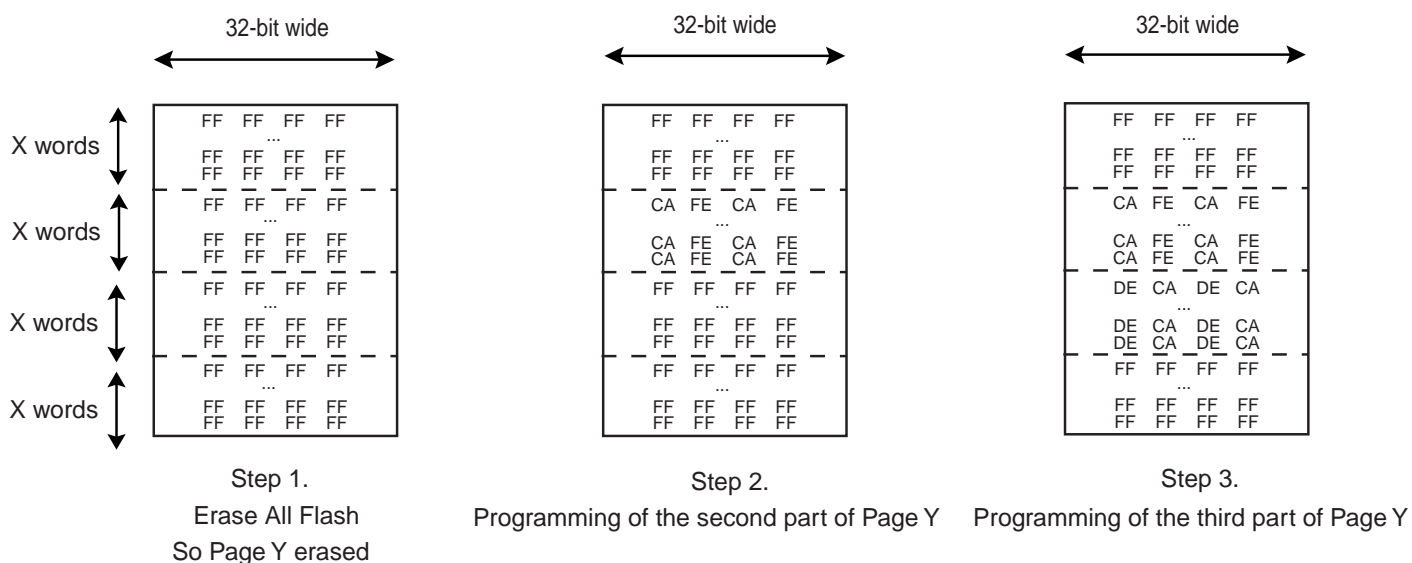 32-bit wide
32-bit wide
32-bit wide
X words
X words
X words
X words
FF FF FF FF
...
FF FF FF FF
FF FF FF FF
FF FF FF FF
...
FF FF FF FF
FF FF FF FF
FF FF FF FF
...
FF FF FF FF
FF FF FF FF
FF FF FF FF
...
FF FF FF FF
FF FF FF FF
FF FF FF FF
...
FF FF FF FF
FF FF FF FF
CA FE CA FE
...
CA FE CA FE
CA FE CA FE
FF FF FF FF
...
FF FF FF FF
FF FF FF FF
FF FF FF FF
...
FF FF FF FF
FF FF FF FF
FF FF FF FF
...
FF FF FF FF
FF FF FF FF
CA FE CA FE
...
CA FE CA FE
CA FE CA FE
DE CA DE CA
...
DE CA DE CA
DE CA DE CA
FF FF FF FF
...
FF FF FF FF
FF FF FF FF
Step 1.
Erase All Flash
So Page Y erased
Step 2.
Programming of the second part of Page Y
Step 3.
Programming of the third part of Page Y